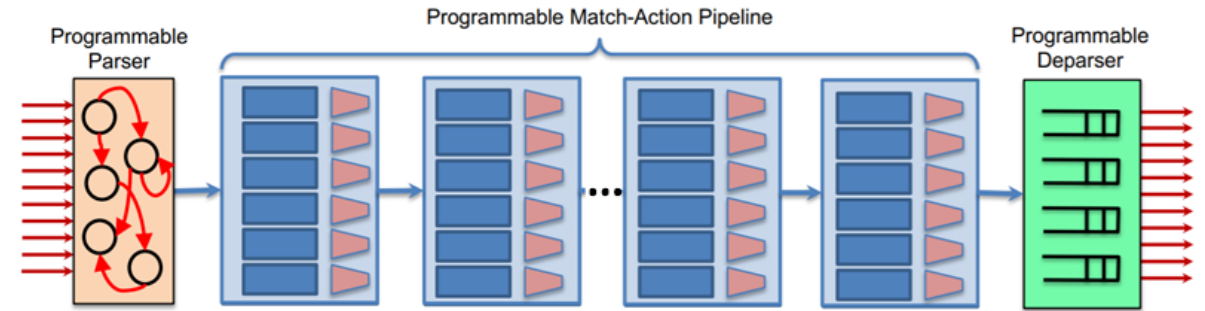 Programmable Match-Action Pipeline
Programmable
Parser
Programmable
Deparser